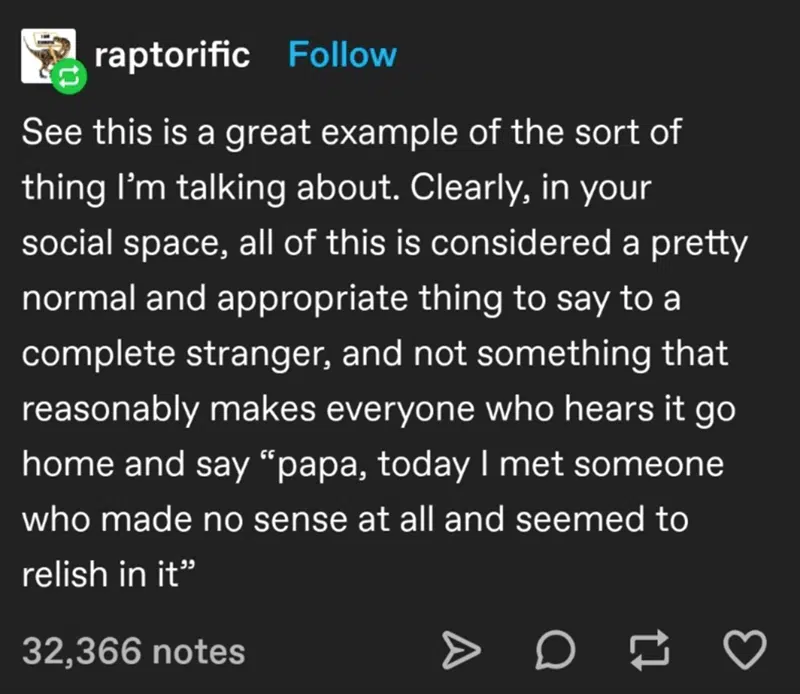 raptorific Follow
See this is a great example of the sort of
thing I’m talking about. Clearly, in your
social space, all of this is considered a pretty
normal and appropriate thing to say to a
complete stranger, and not something that
reasonably makes everyone who hears it go
home and say “papa, today I met someone
who made no sense at all and seemed to
relish in it”
32,366 notes